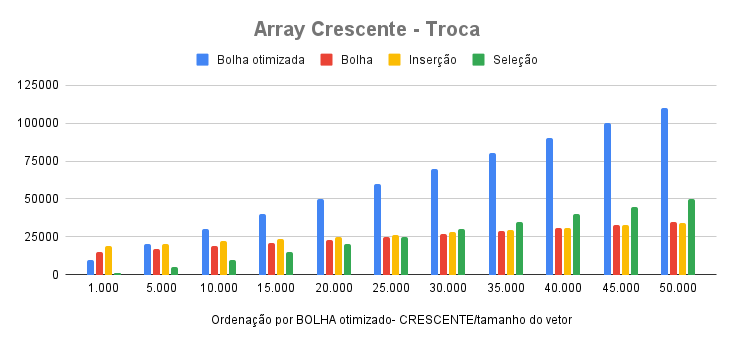 Array Crescente - Troca
Bolha otimizada Bolha Inserção Seleção
125000
100000
75000
50000
25000
0
1.000 5.000 10.000 15.000 20.000 25.000 30.000 35.000 40.000 45.000 50.000
Ordenação por BOLHA otimizado- CRESCENTE/tamanho do vetor